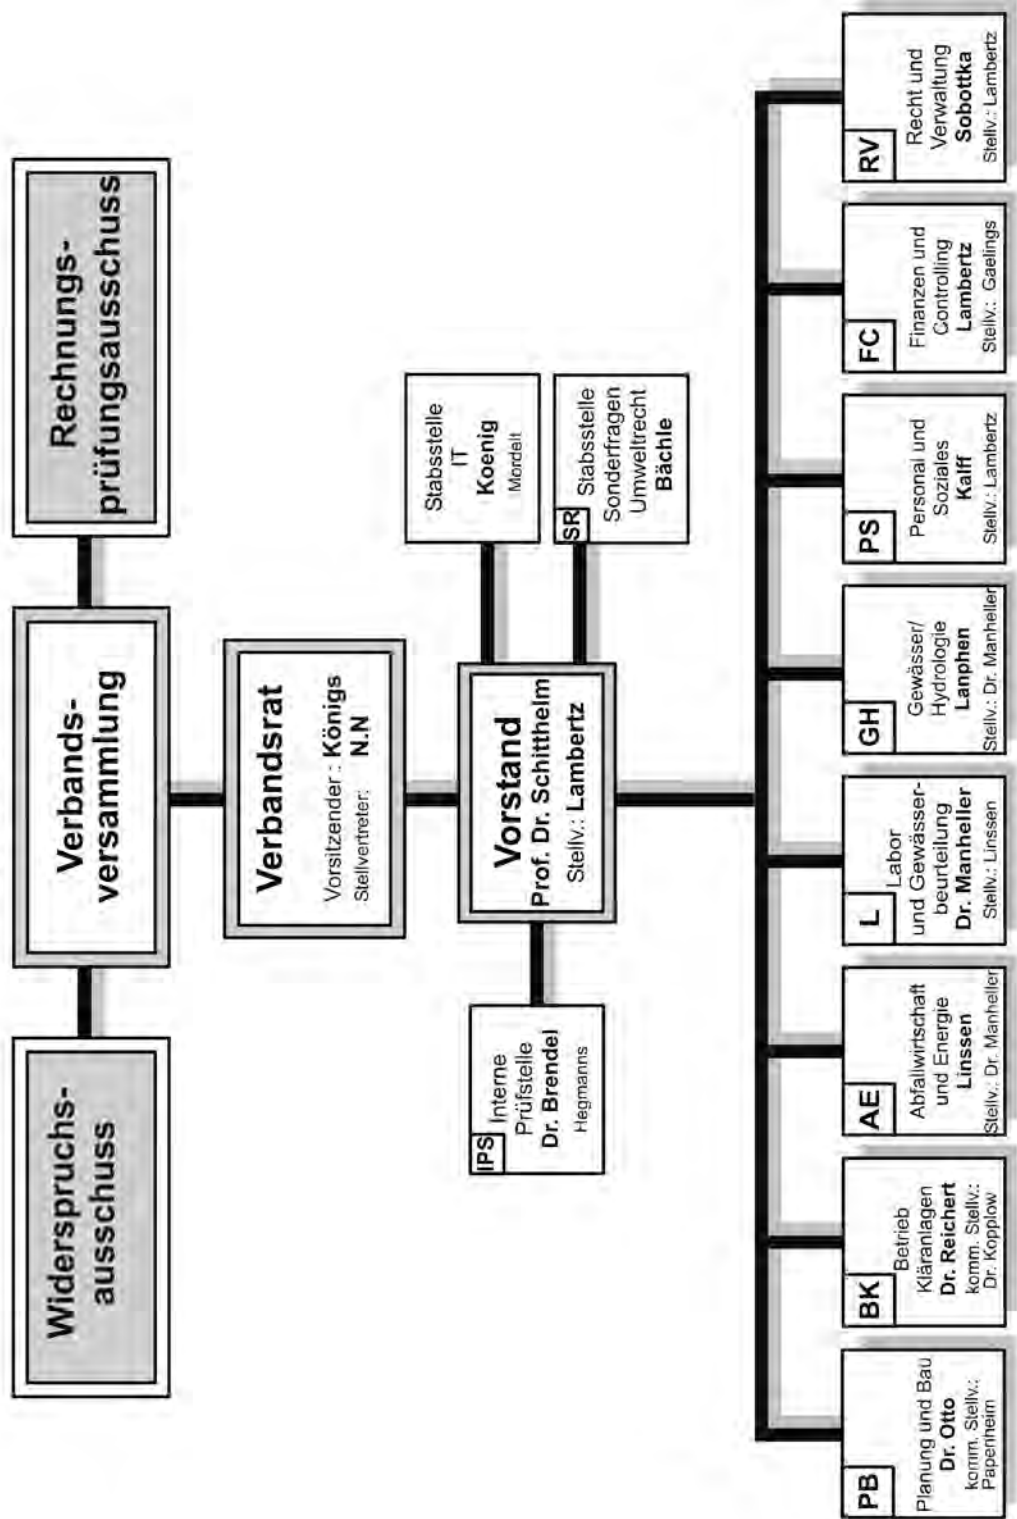 Widerspruchs-
ausschuss
Verbands-
versammlung
Rechnungs-
prüfungsausschuss
Verbandsrat
Vorsitzender : Königs
Stellvertreter: N.N
Vorstand
Prof. Dr. Schitthelm
Stellv.: Lambertz
IPS
Interne
Prüfstelle
Dr. Brendel
Hegmanns
Stabsstelle
IT
Koenig
Mordelt
SR
Stabsstelle
Sonderfragen
Umweltrecht
Bächle
PB
Planung und Bau
Dr. Otto
komm. Stellv.:
Papenheim
BK
Betrieb
Kläranlagen
Dr. Reichert
komm. Stellv.:
Dr. Kopplow
AE
Abfallwirtschaft
und Energie
Linssen
Stellv.: Dr. Manheller
L
Labor
und Gewässer-
beurteilung
Dr. Manheller
Stellv.: Linssen
GH
Gewässer/
Hydrologie
Lanphen
Stellv.: Dr. Manheller
PS
Personal und
Soziales
Kalff
Stellv.: Lambertz
FC
Finanzen und
Controlling
Lambertz
Stellv.: Gaelings
RV
Recht und
Verwaltung
Sobottka
Stellv.: Lambertz